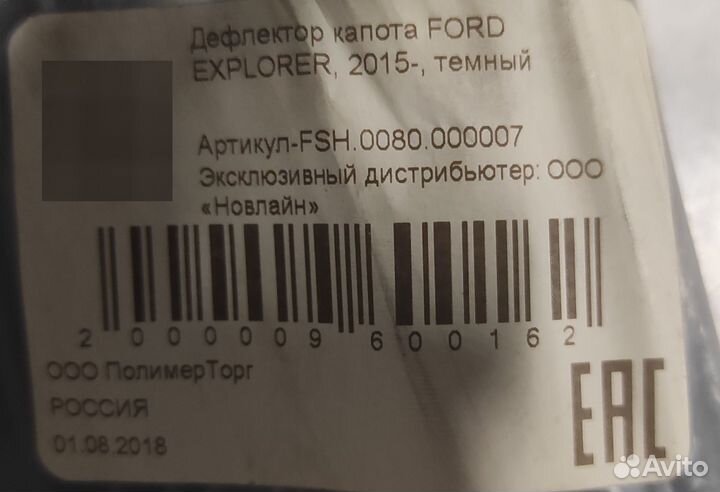 Дефлектор капота FORD
EXPLORER, 2015-, темный
Артикул-FSH.0080.000007
Эксклюзивный дистрибьютер: ООО
«Новлайн»
2 000009 600162
ООО ПолимерТорг
РОССИЯ
01.08.2018
EAC
Avito